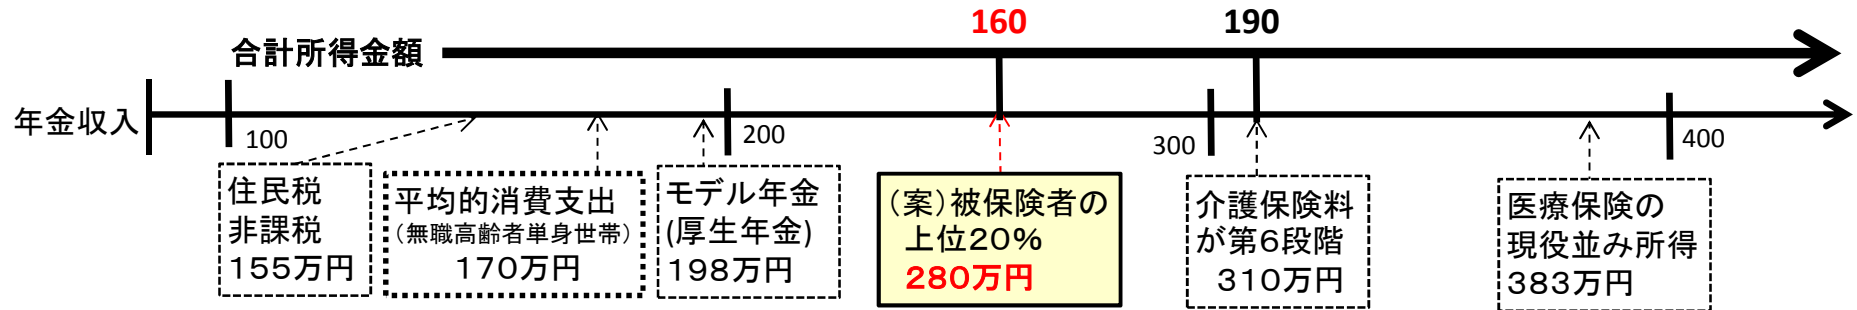 160
190
合計所得金額
年金収入
100
200
300
400
住民税
非課税
155万円
平均的消費支出
（無職高齢者単身世帯）
170万円
モデル年金
(厚生年金)
198万円
（案）被保険者の
上位20%
280万円
介護保険料
が第6段階
310万円
医療保険の
現役並み所得
383万円